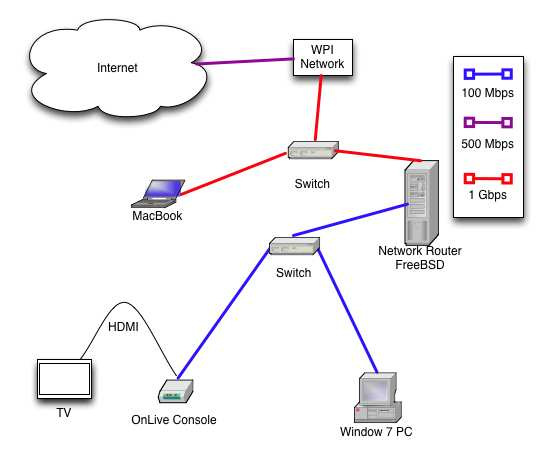 Internet
WPI
Network
100 Mbps
500 Mbps
1 Gbps
Switch
MacBook
Network Router
FreeBSD
Switch
HDMI
TV
OnLive Console
Window 7 PC